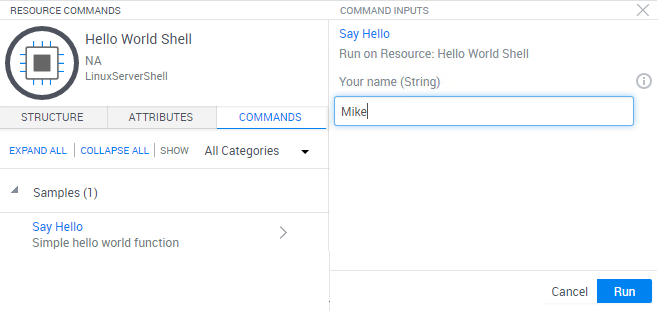 RESOURCE COMMANDS
Hello World Shell
NA
LinuxServerShell
STRUCTURE ATTRIBUTES COMMANDS
EXPAND ALL COLLAPSE ALL SHOW All Categories
Samples (1)
Say Hello
Simple hello world function
COMMAND INPUTS
Say Hello
Run on Resource: Hello World Shell
Your name (String)
Mike
Cancel Run